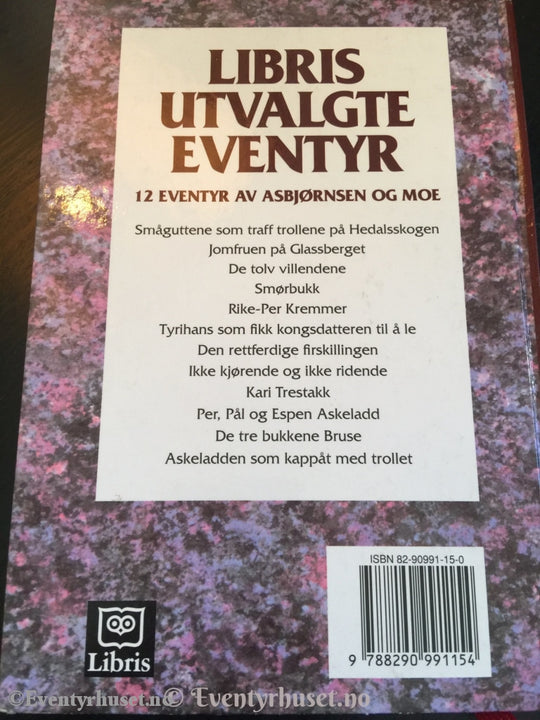 LIBRIS
UTVALGTE
EVENTYR
12 EVENTYR AV ASBJØRNSEN OG MOE
Småguttene som traff trollene på Hedalsskogen
Jomfruen på Glassberget
De tolv villendene
Smørbukk
Rike-Per Kremmer
Tyrihans som fikk kongsdatteren til å le
Den rettferdige firskillingen
Ikke kjørende og ikke ridende
Kari Trestakk
Per, Pål og Espen Askeladd
De tre bukkene Bruse
Askeladden som kappåt med trollet
ISBN 82-90991-15-0
9 788290 991154
Libris
©Eventyrhuset.n© Eventyrhuset.no